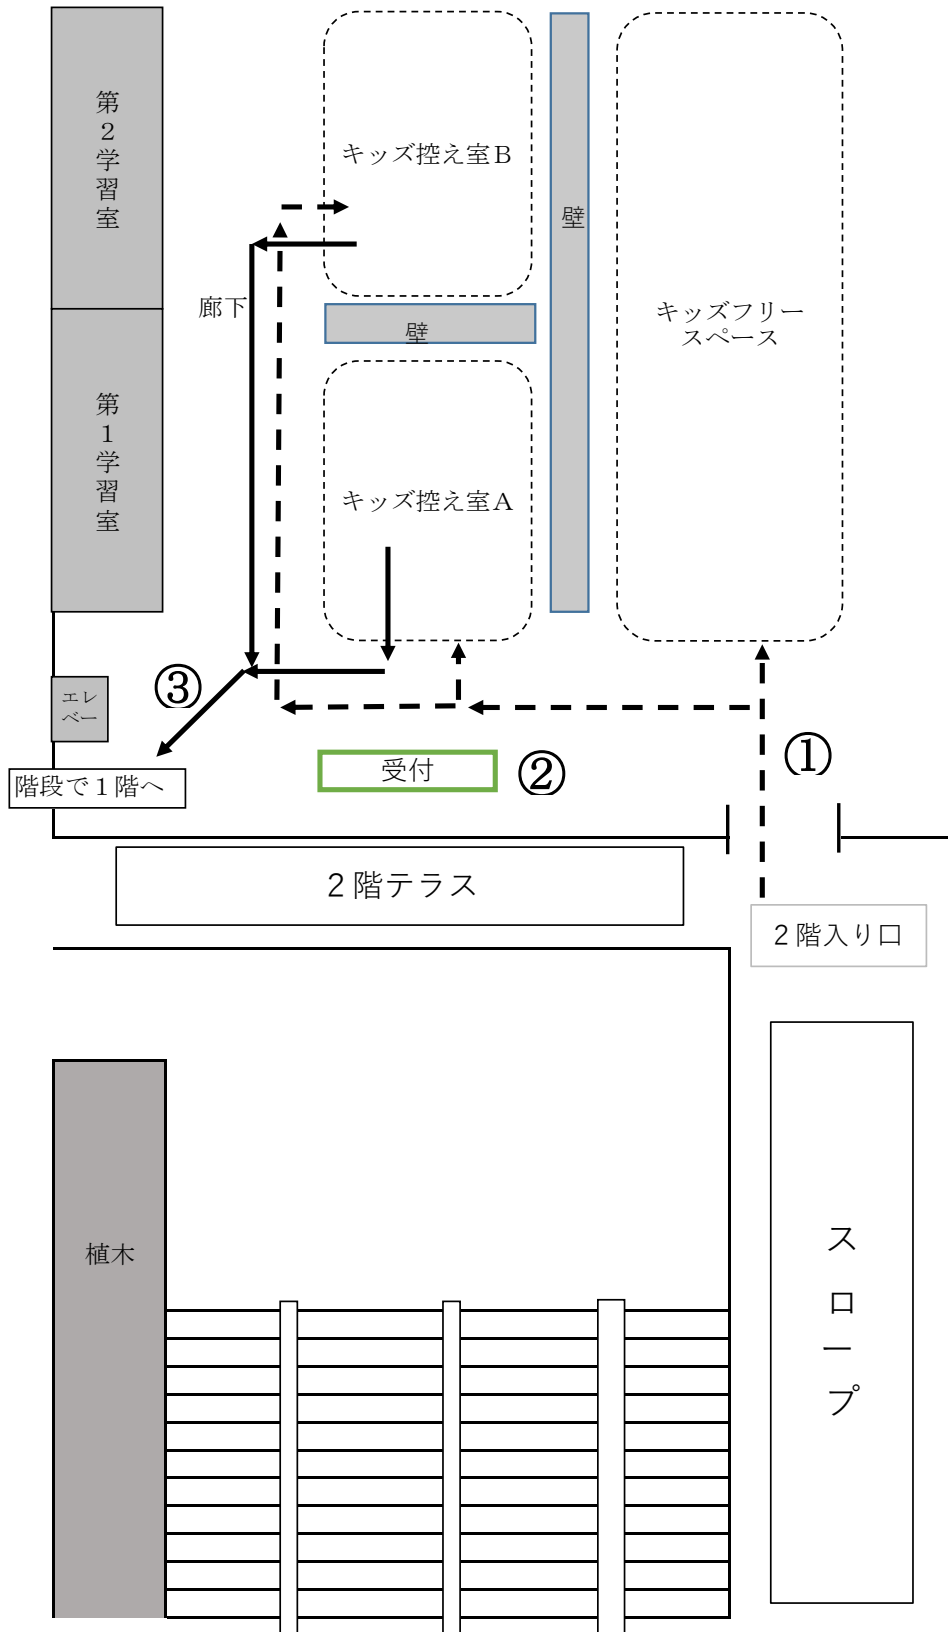 第２学習室
キッズ控え室Ｂ
壁
廊下
キッズフリー
スペース
壁
第１学習室
キッズ控え室Ａ
エレ
ベー
③
①
階段で１階へ
受付
②
２階テラス
２階入り口
植木
スロープ